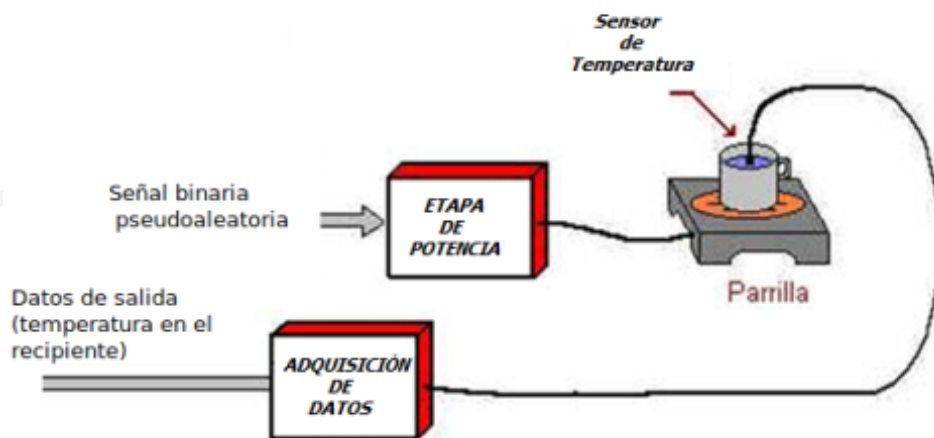 Sensor
de
Temperatura
Señal binaria
pseudoaleatoria
ETAPA
DE
POTENCIA
Parrilla
Datos de salida
(temperatura en el
recipiente)
ADQUISICIÓN
DE
DATOS